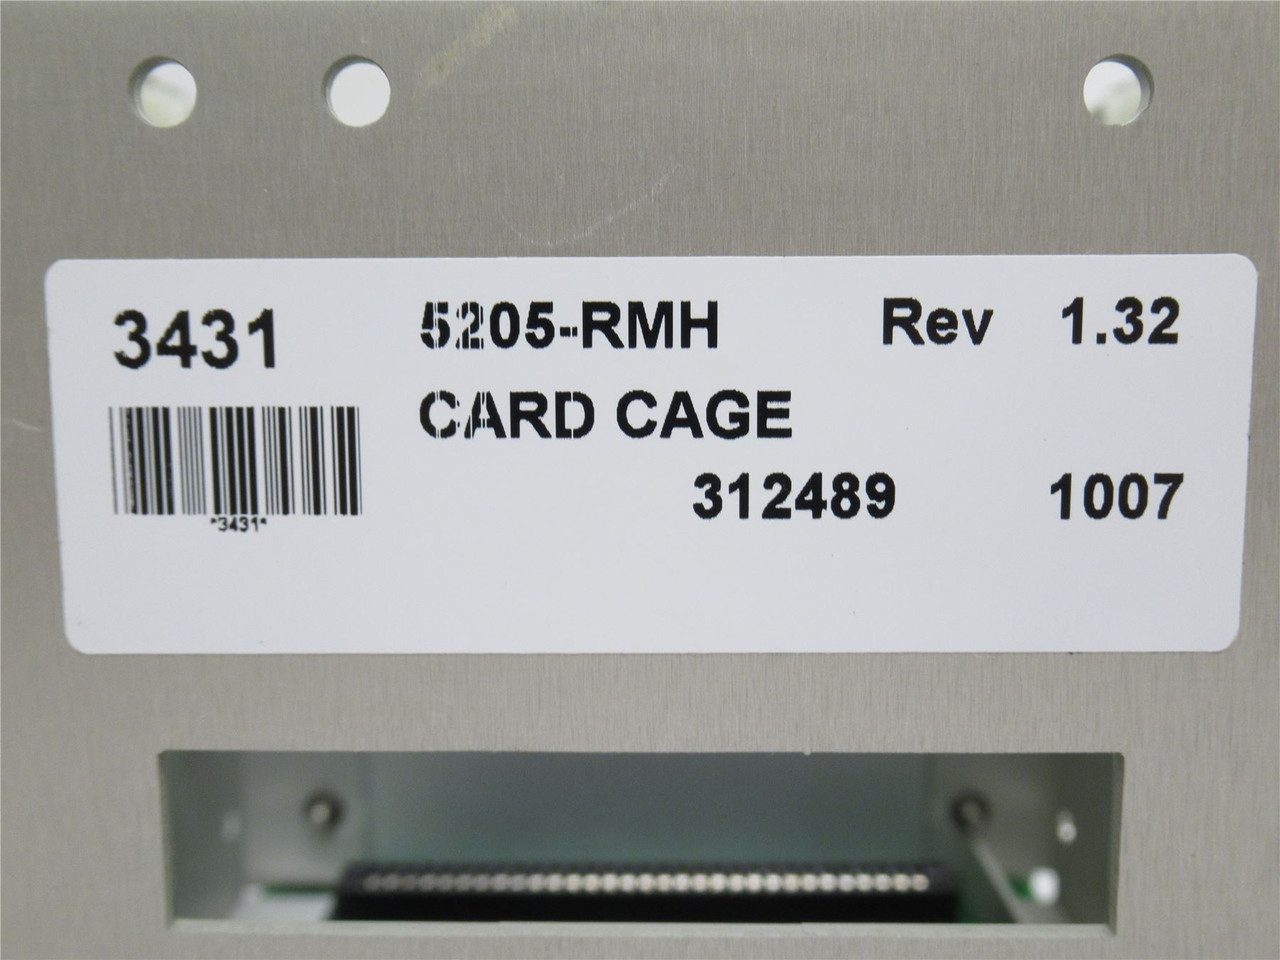 3431 5205-RMH Rev 1.32
CARD CAGE
312489 1007
*3431*